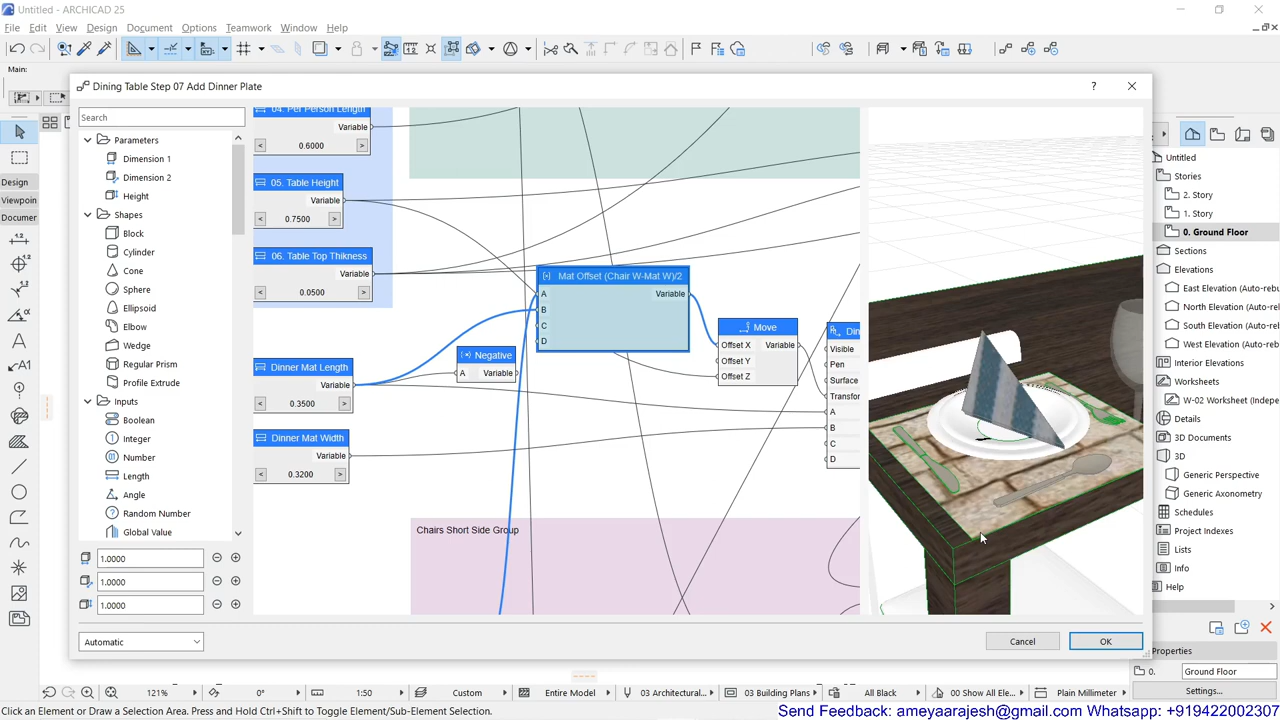 Untitled - ARCHICAD 25
File Edit View Design Document Options Teamwork Window Help
Main:
Dining Table Step 07 Add Dinner Plate
?
Search
Parameters
Dimension 1
Dimension 2
Height
Shapes
Block
Cylinder
Cone
Sphere
Ellipsoid
Elbow
Wedge
Regular Prism
Profile Extrude
Inputs
Boolean
Integer
Number
Length
Angle
Random Number
Global Value
1.0000
1.0000
1.0000
Automatic
04. Per Person Length
Variable
< 0.6000 >
05. Table Height
Variable
< 0.7500 >
06. Table Top Thikness
Variable
< 0.0500 >
Dinner Mat Length
Variable
< 0.3500 >
Dinner Mat Width
Variable
< 0.3200 >
Negative
A Variable
Mat Offset (Chair W-Mat W)/2
A Variable
B
C
D
Move
Offset X Variable
Offset Y
Offset Z
Din
Visible
Pen
Surface
Transfor
A
B
C
D
Chairs Short Side Group
Cancel
OK
Design
Viewpoin
Documer
Untitled
Stories
2. Story
1. Story
0. Ground Floor
Sections
Elevations
East Elevation (Auto-reb
North Elevation (Auto-re
South Elevation (Auto-re
West Elevation (Auto-reb
Interior Elevations
Worksheets
W-02 Worksheet (Indepe
Details
3D Documents
3D
Generic Perspective
Generic Axonometry
Schedules
Project Indexes
Lists
Info
Help
Properties
0. Ground Floor
Settings...
121% 0° 1:50 Custom Entire Model 03 Architectural... 03 Building Plans All Black 00 Show All Ele... Plain Millimeter
Click an Element or Draw a Selection Area. Press and Hold Ctrl+Shift to Toggle Element/Sub-Element Selection.
Send Feedback: ameyaarajesh@gmail.com Whatsapp: +919422002307